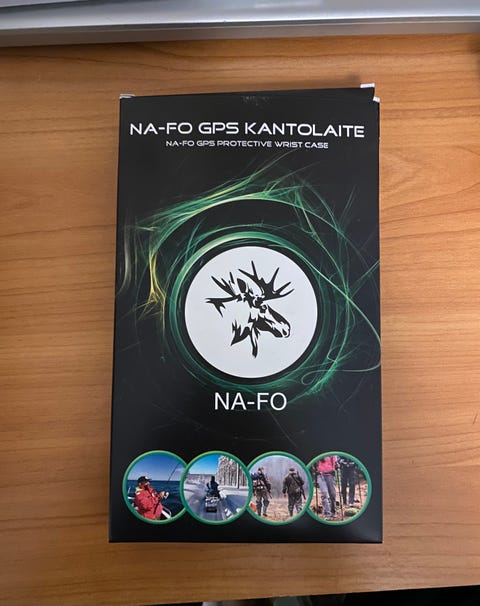 NA-FO GPS KANTOLAITE
NA-FO GPS PROTECTIVE WRIST CASE
NA-FO